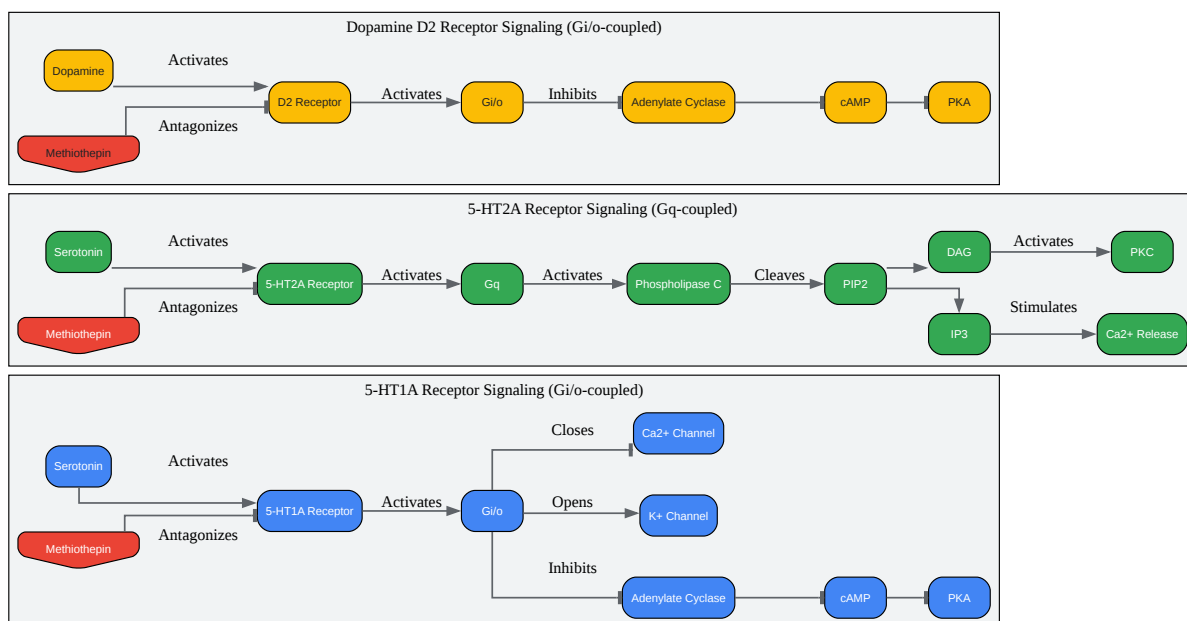 Dopamine D2 Receptor Signaling (Gi/o-coupled)
Dopamine
Activates
D2 Receptor
Activates
Gi/o
Inhibits
Adenylate Cyclase
cAMP
PKA
Antagonizes
Methiothepin
5-HT2A Receptor Signaling (Gq-coupled)
Serotonin
Activates
5-HT2A Receptor
Activates
Gq
Activates
Phospholipase C
Cleaves
PIP2
DAG
Activates
PKC
Antagonizes
Methiothepin
IP3
Stimulates
Ca2+ Release
5-HT1A Receptor Signaling (Gi/o-coupled)
Closes
Ca2+ Channel
Serotonin
Activates
5-HT1A Receptor
Activates
Gi/o
Opens
K+ Channel
Antagonizes
Methiothepin
Inhibits
Adenylate Cyclase
cAMP
PKA